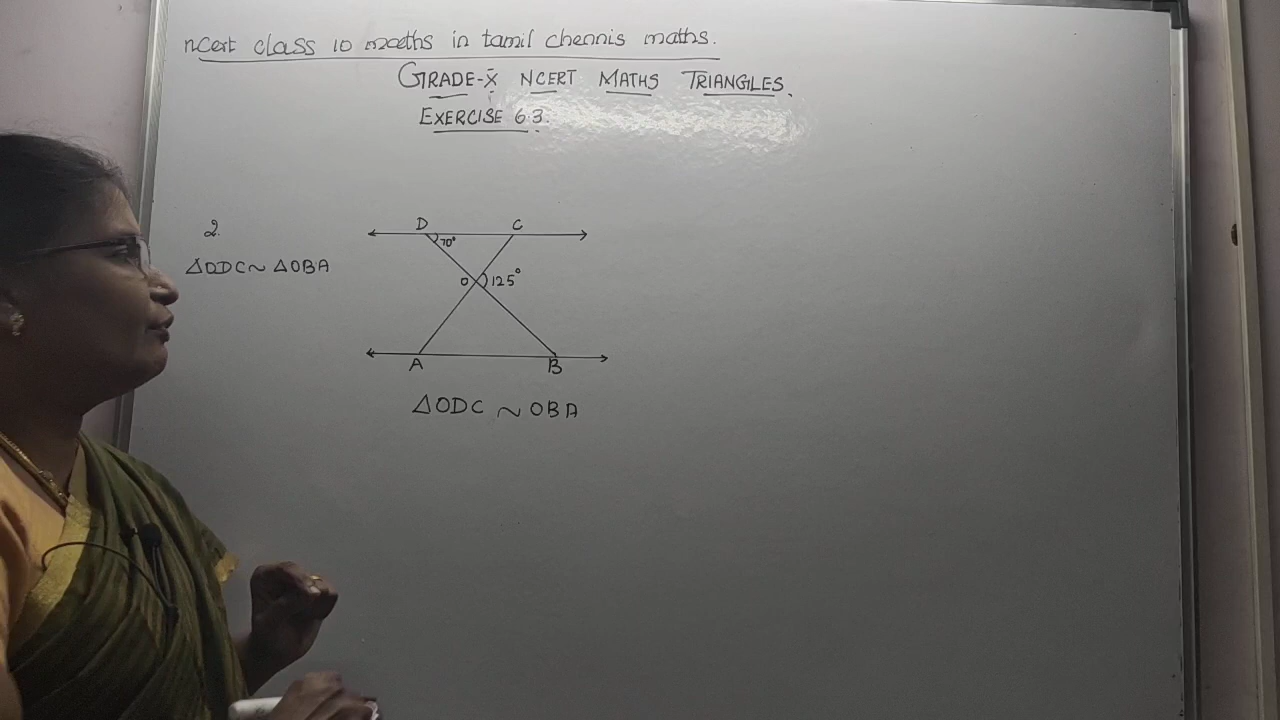 ncert class 10 maths in tamil chennis maths.
GRADE-X NCERT MATHS TRIANGLES.
EXERCISE 6.3.
2.
△ODC ~ △OBA
D C
70°
O 125°
A B
△ODC ~ OBA